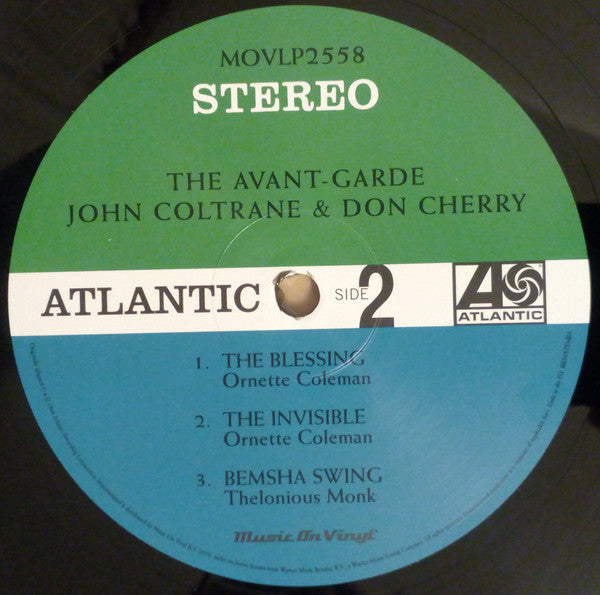 MOVLP2558
STEREO
THE AVANT-GARDE
JOHN COLTRANE & DON CHERRY
ATLANTIC
SIDE 2
ATLANTIC
1. THE BLESSING
Ornette Coleman
2. THE INVISIBLE
Ornette Coleman
3. BEMSHA SWING
Thelonious Monk
Music On Vinyl